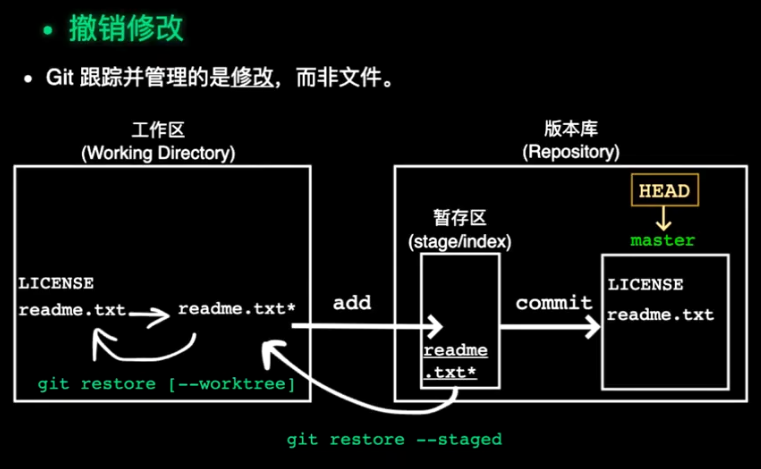 撤销修改
Git 跟踪并管理的是修改，而非文件。
工作区
(Working Directory)
版本库
(Repository)
HEAD
master
暂存区
(stage/index)
LICENSE
readme.txt
readme.txt*
add
readme
.txt*
commit
LICENSE
readme.txt
git restore [--worktree]
git restore --staged